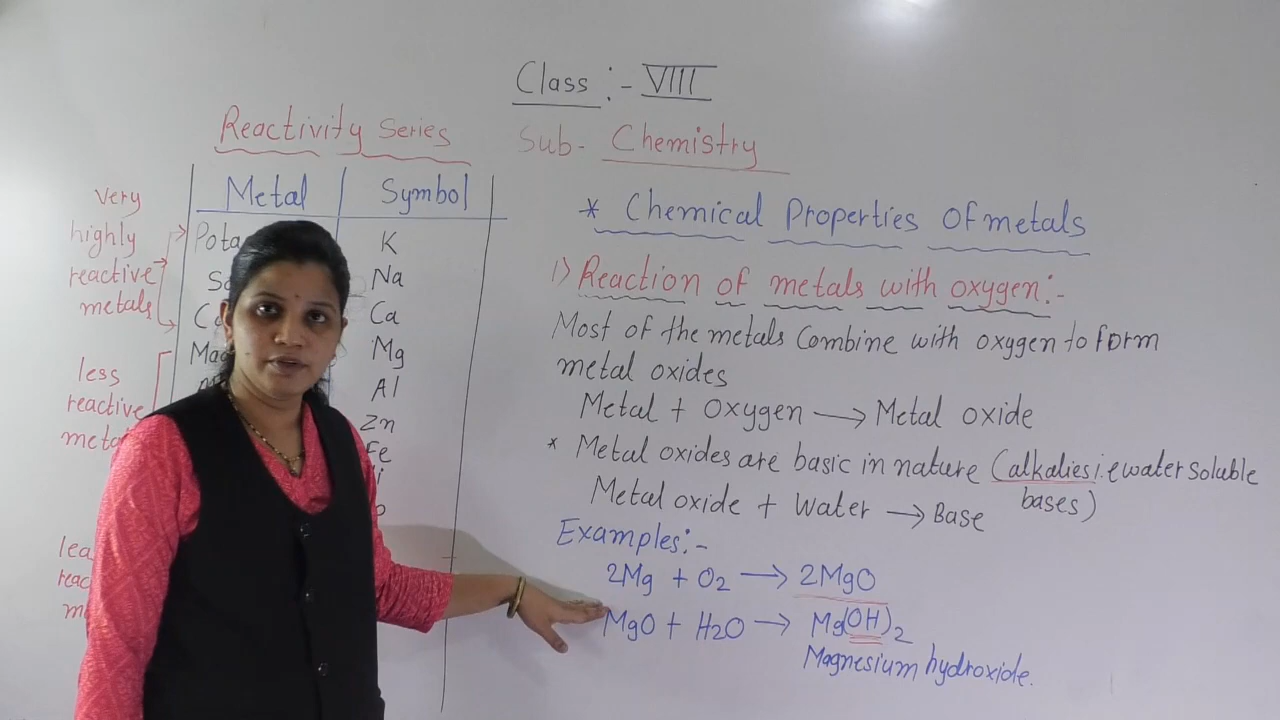 Class :- VIII
Sub- Chemistry
Reactivity Series
Metal Symbol
K
Na
Ca
Mg
Al
Zn
Fe
Very
highly
reactive
metals
less
reactive
* Chemical Properties Of metals
1) Reaction of metals with oxygen:-
Most of the metals Combine with oxygen to form
metal oxides
Metal + Oxygen → Metal oxide
* Metal oxides are basic in nature (alkalies i.e water soluble
bases)
Metal oxide + Water → Base
Examples:-
2Mg + O2 → 2MgO
MgO + H2O → Mg(OH)2
Magnesium hydroxide.